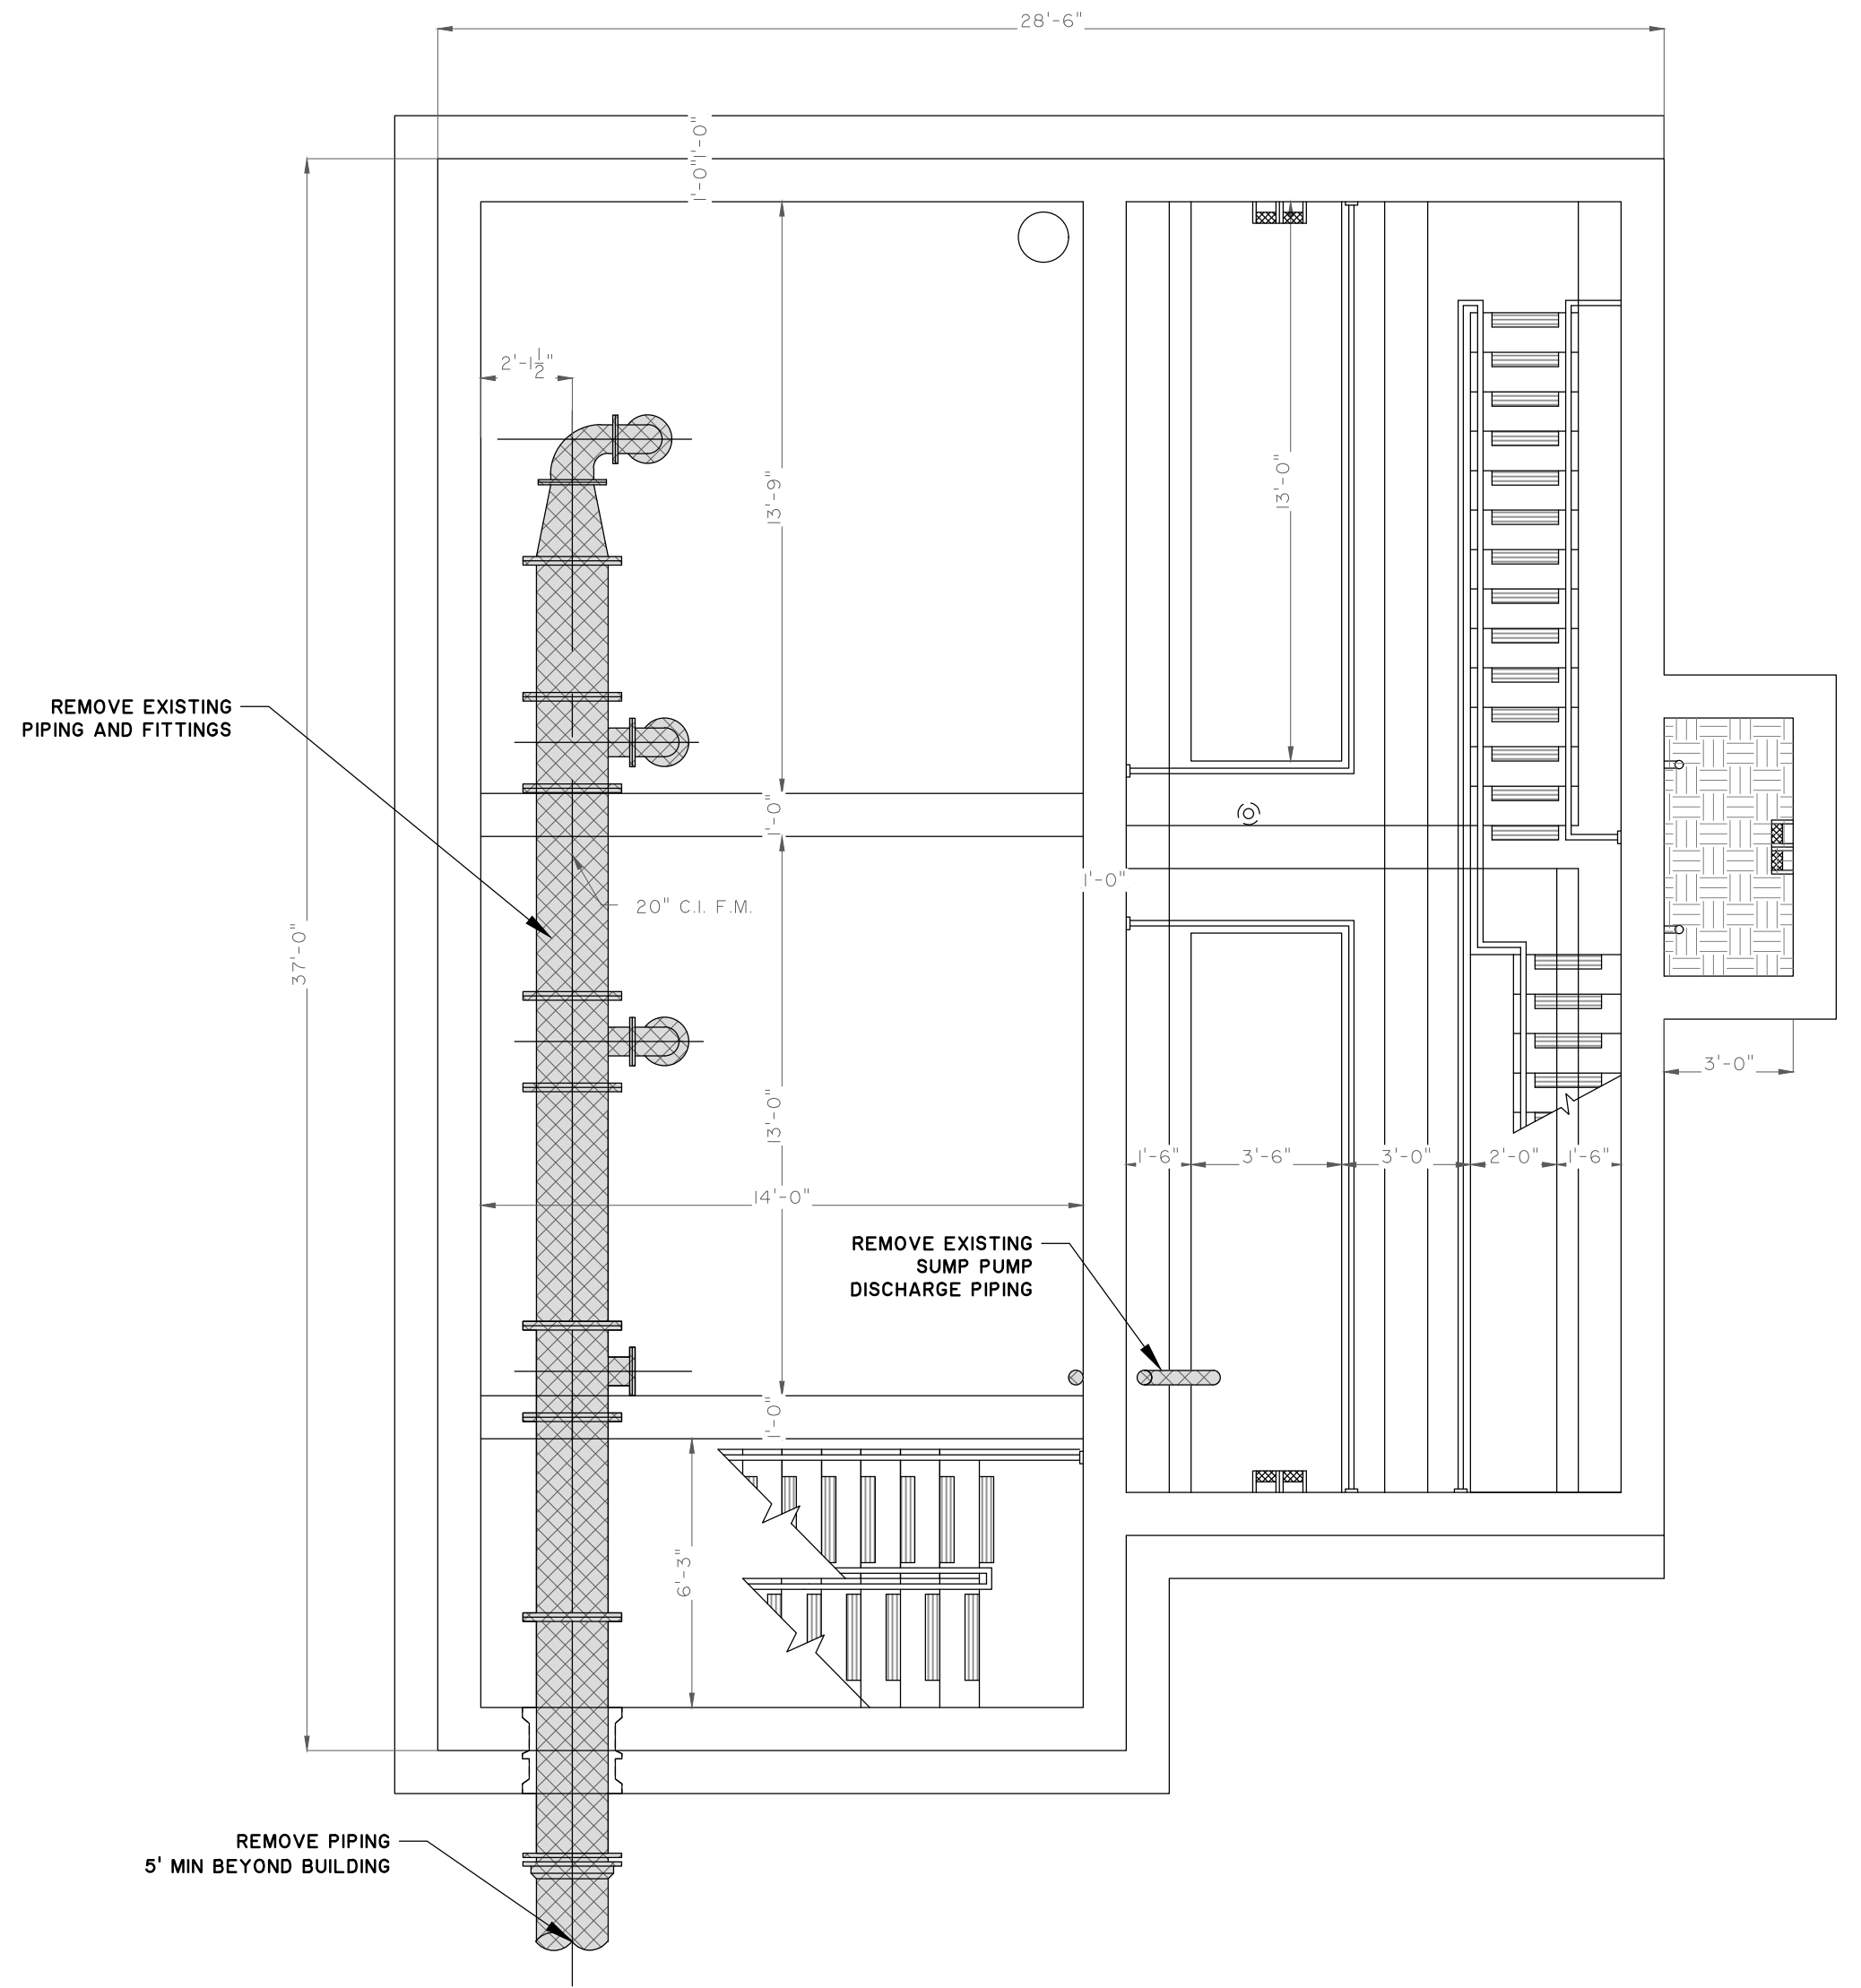 28'-6"
1'-0"
1'-0"
2'-1 1/2"
13'-9"
13'-0"
REMOVE EXISTING
PIPING AND FITTINGS
1'-0"
1'-0"
20" C.I. F.M.
37'-0"
3'-0"
13'-0"
1'-6"
3'-6"
3'-0"
2'-0"
1'-6"
14'-0"
REMOVE EXISTING
SUMP PUMP
DISCHARGE PIPING
1'-0"
6'-3"
REMOVE PIPING
5' MIN BEYOND BUILDING